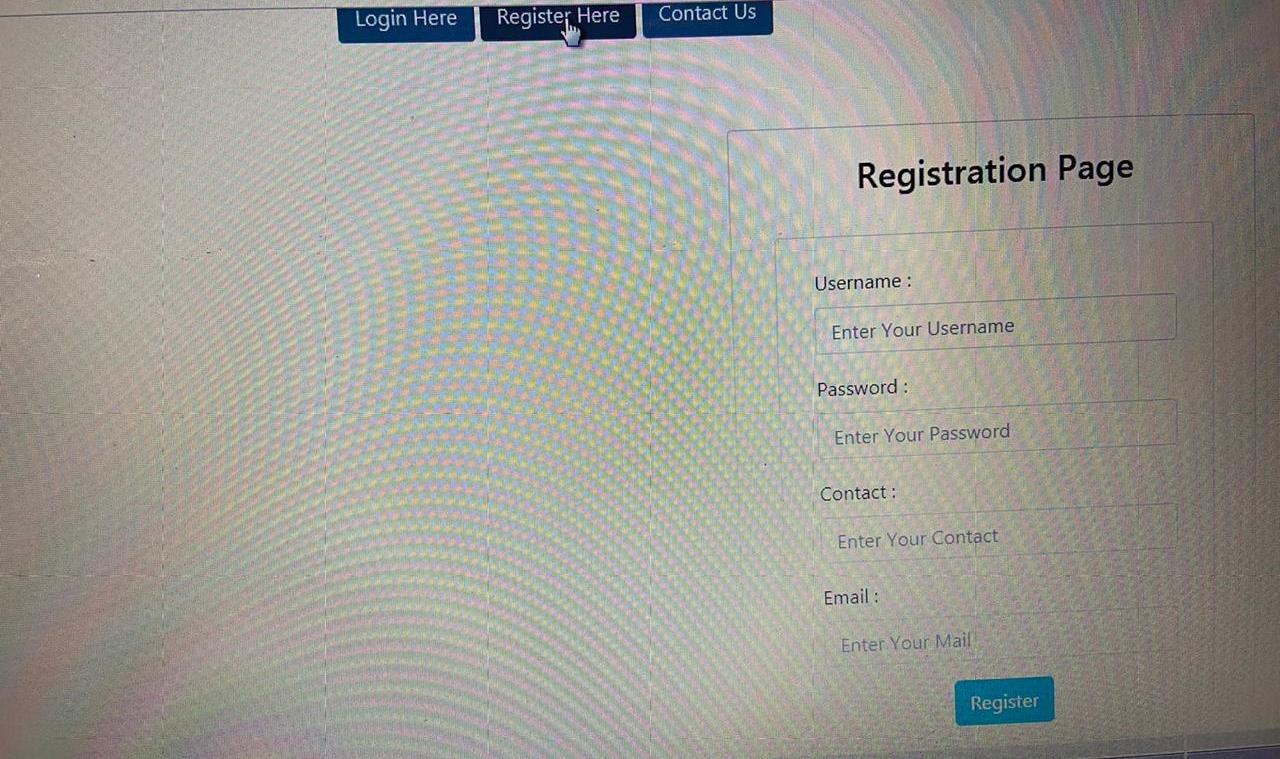 Login Here Register Here Contact Us
Registration Page
Username :
Enter Your Username
Password :
Enter Your Password
Contact :
Enter Your Contact
Email :
Enter Your Mail
Register